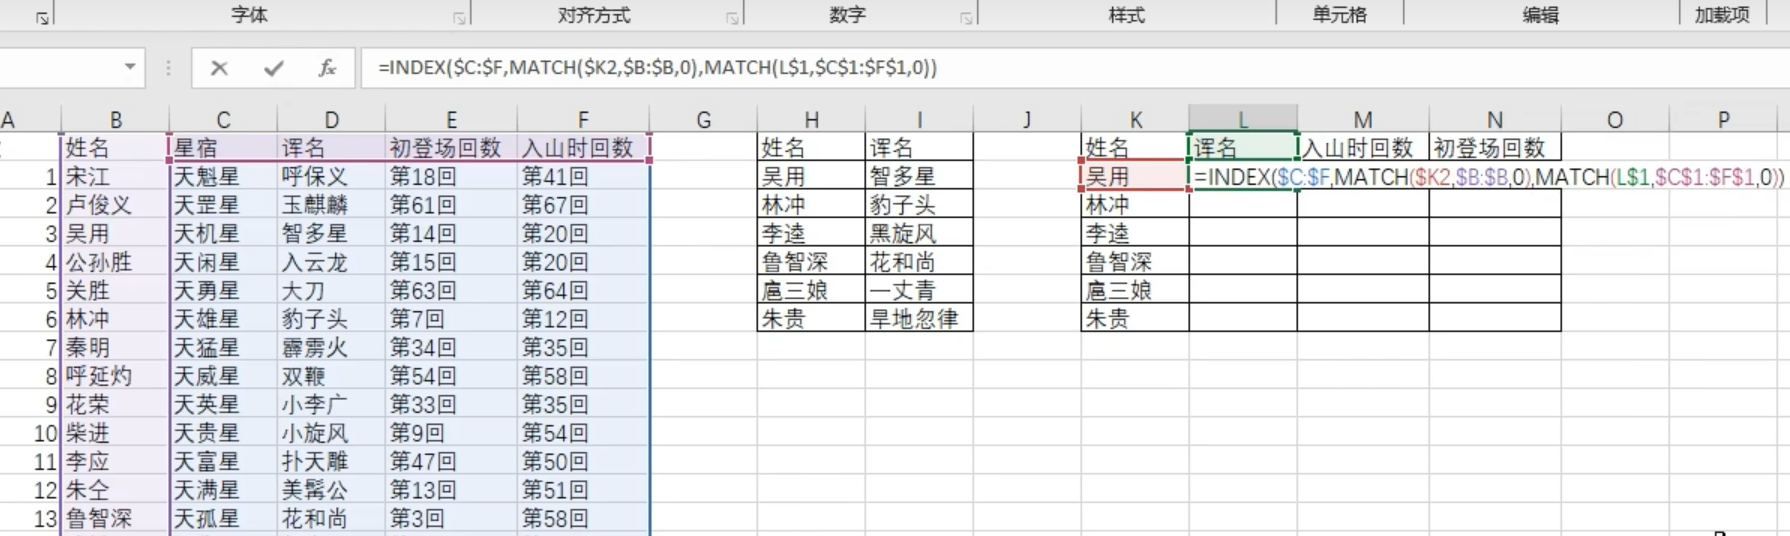 字体 对齐方式 数字 样式 单元格 编辑 加载项
=INDEX($C:$F,MATCH($K2,$B:$B,0),MATCH(L$1,$C$1:$F$1,0))
A B C D E F G H I J K L M N O P
姓名 星宿 诨名 初登场回数 入山时回数 姓名 诨名 姓名 诨名 入山时回数 初登场回数
1 宋江 天魁星 呼保义 第18回 第41回 吴用 智多星 吴用 =INDEX($C:$F,MATCH($K2,$B:$B,0),MATCH(L$1,$C$1:$F$1,0))
2 卢俊义 天罡星 玉麒麟 第61回 第67回 林冲 豹子头 林冲
3 吴用 天机星 智多星 第14回 第20回 李逵 黑旋风 李逵
4 公孙胜 天闲星 入云龙 第15回 第20回 鲁智深 花和尚 鲁智深
5 关胜 天勇星 大刀 第63回 第64回 扈三娘 一丈青 扈三娘
6 林冲 天雄星 豹子头 第7回 第12回 朱贵 旱地忽律 朱贵
7 秦明 天猛星 霹雳火 第34回 第35回
8 呼延灼 天威星 双鞭 第54回 第58回
9 花荣 天英星 小李广 第33回 第35回
10 柴进 天贵星 小旋风 第9回 第54回
11 李应 天富星 扑天雕 第47回 第50回
12 朱仝 天满星 美髯公 第13回 第51回
13 鲁智深 天孤星 花和尚 第3回 第58回